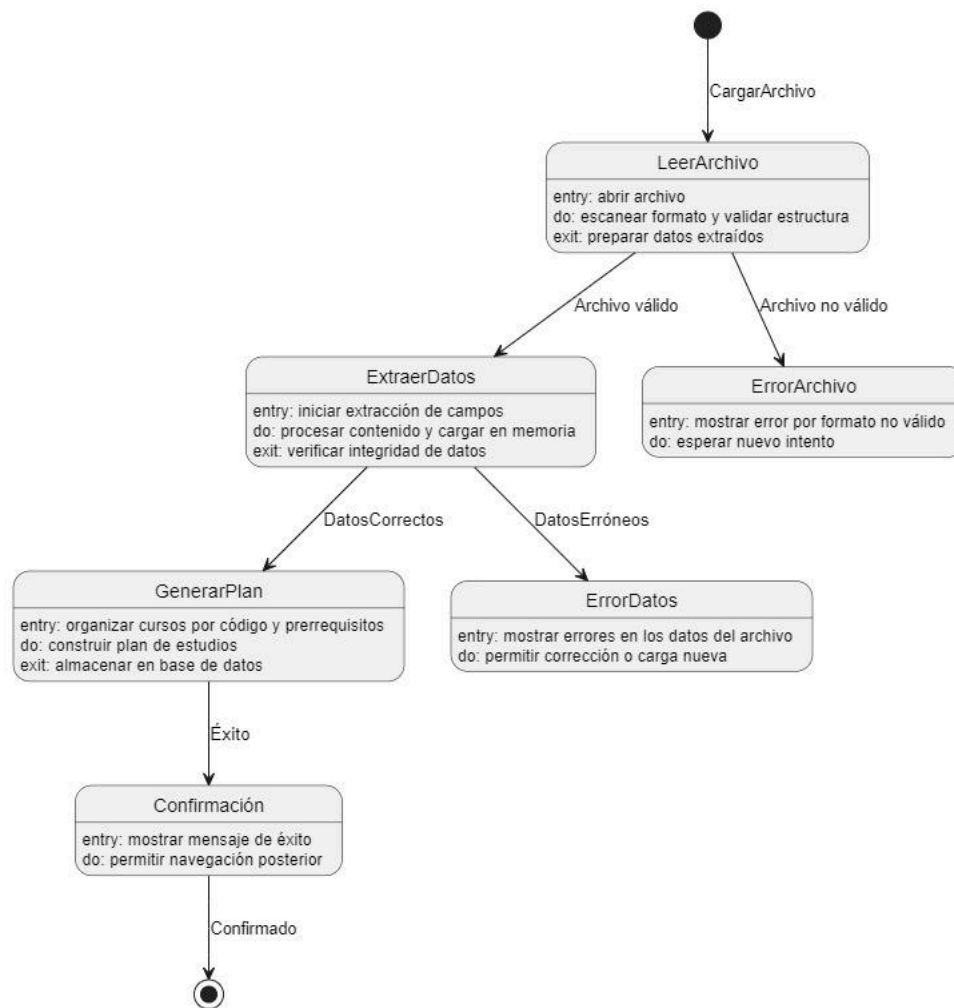 CargarArchivo
LeerArchivo
entry: abrir archivo
do: escanear formato y validar estructura
exit: preparar datos extraídos
Archivo válido
Archivo no válido
ExtraerDatos
entry: iniciar extracción de campos
do: procesar contenido y cargar en memoria
exit: verificar integridad de datos
ErrorArchivo
entry: mostrar error por formato no válido
do: esperar nuevo intento
DatosCorrectos
DatosErróneos
GenerarPlan
entry: organizar cursos por código y prerrequisitos
do: construir plan de estudios
exit: almacenar en base de datos
ErrorDatos
entry: mostrar errores en los datos del archivo
do: permitir corrección o carga nueva
Éxito
Confirmación
entry: mostrar mensaje de éxito
do: permitir navegación posterior
Confirmado